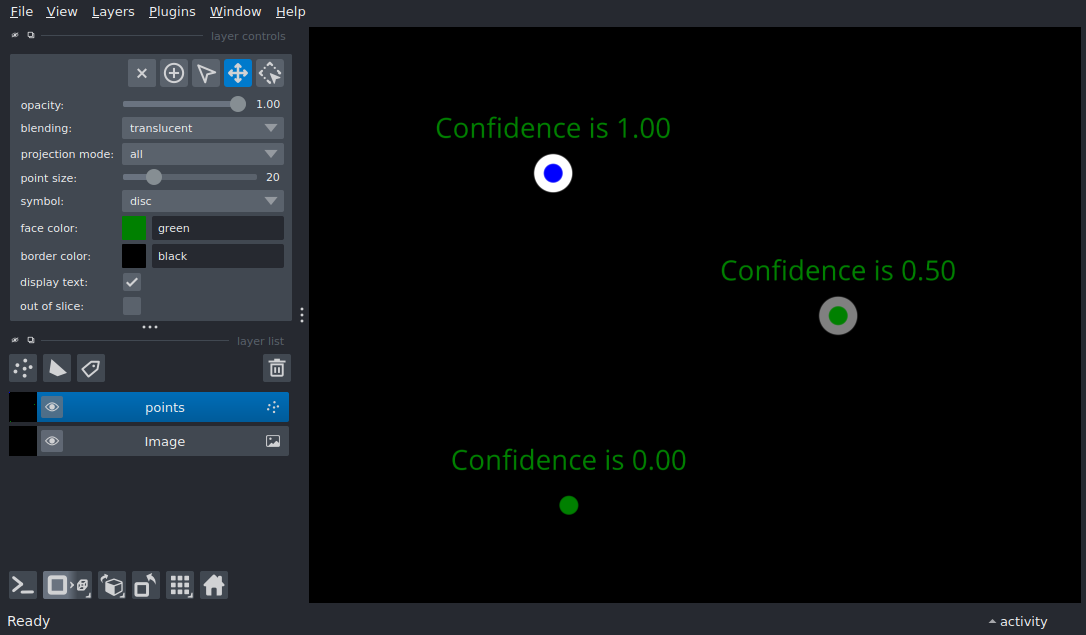 File View Layers Plugins Window Help
layer controls
opacity: 1.00
blending: translucent
projection mode: all
point size: 20
symbol: disc
face color: green
border color: black
display text:
out of slice:
layer list
points
Image
Confidence is 1.00
Confidence is 0.50
Confidence is 0.00
Ready
activity